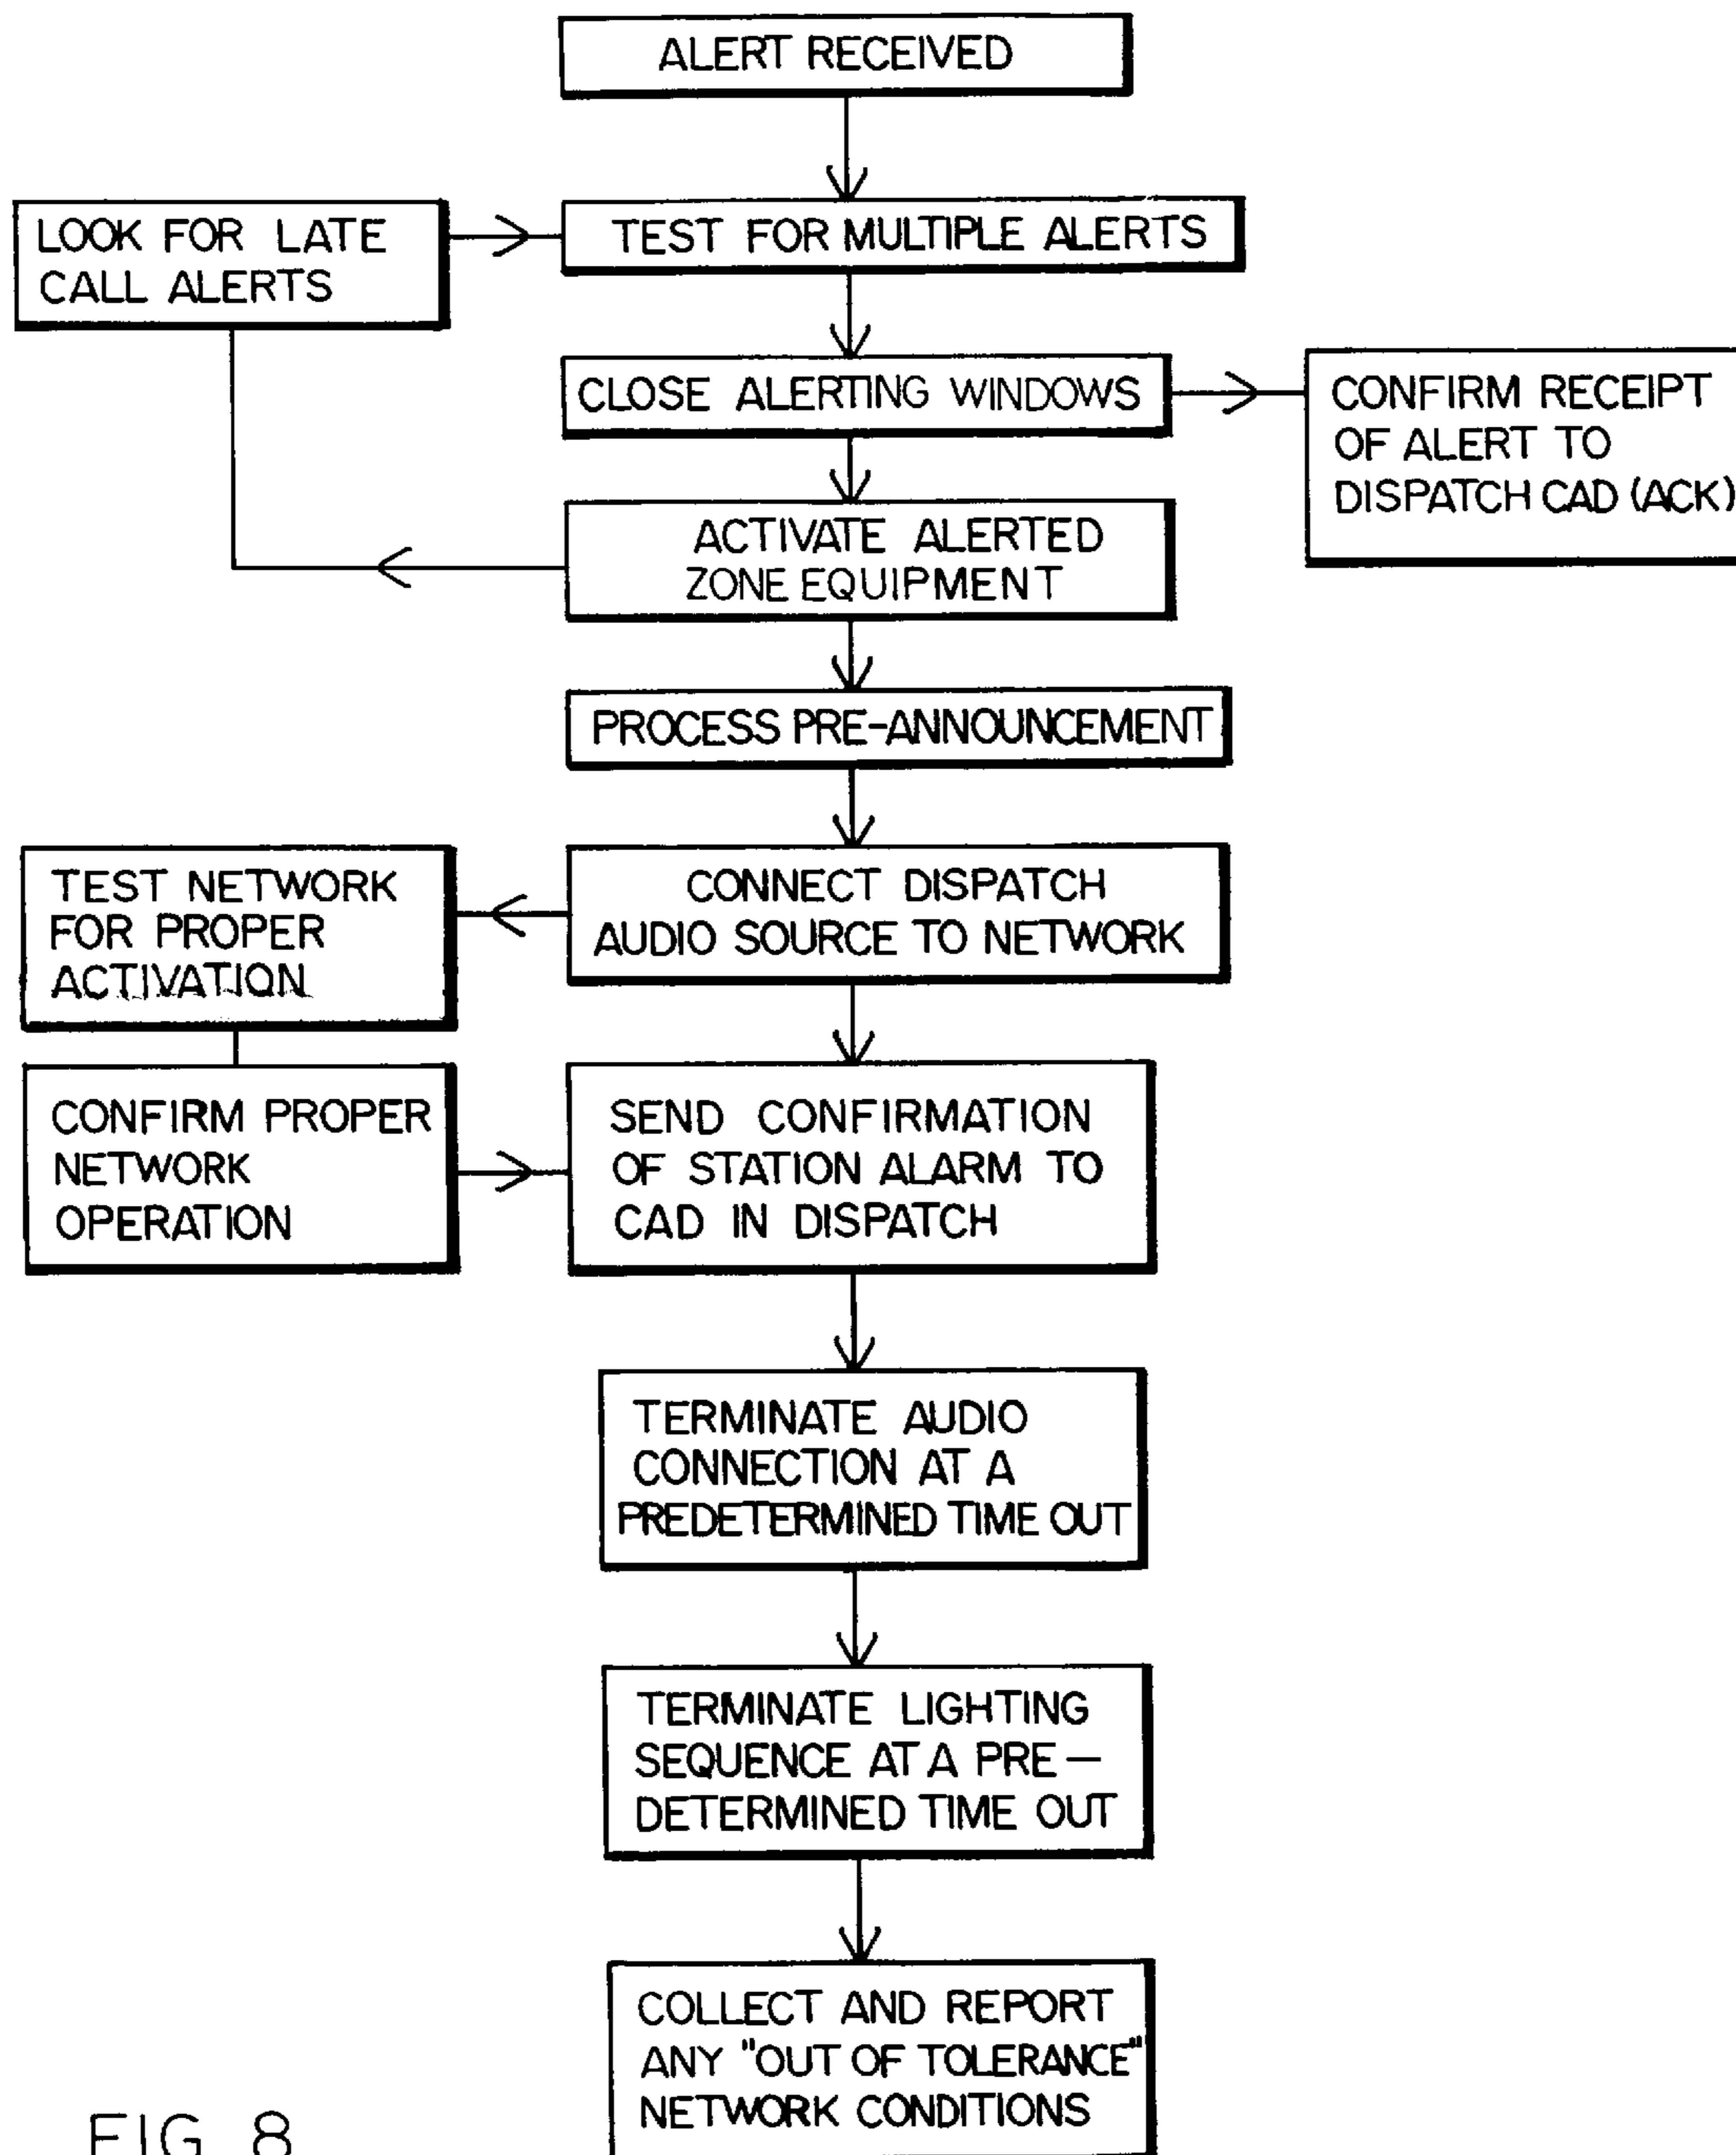 ALERT RECEIVED
LOOK FOR LATE
CALL ALERTS
TEST FOR MULTIPLE ALERTS
CLOSE ALERTING WINDOWS
CONFIRM RECEIPT
OF ALERT TO
DISPATCH CAD (ACK)
ACTIVATE ALERTED
ZONE EQUIPMENT
PROCESS PRE-ANNOUNCEMENT
TEST NETWORK
FOR PROPER
ACTIVATION
CONNECT DISPATCH
AUDIO SOURCE TO NETWORK
CONFIRM PROPER
NETWORK
OPERATION
SEND CONFIRMATION
OF STATION ALARM TO
CAD IN DISPATCH
TERMINATE AUDIO
CONNECTION AT A
PREDETERMINED TIME OUT
TERMINATE LIGHTING
SEQUENCE AT A PRE—
DETERMINED TIME OUT
COLLECT AND REPORT
ANY "OUT OF TOLERANCE"
NETWORK CONDITIONS
FIG 8